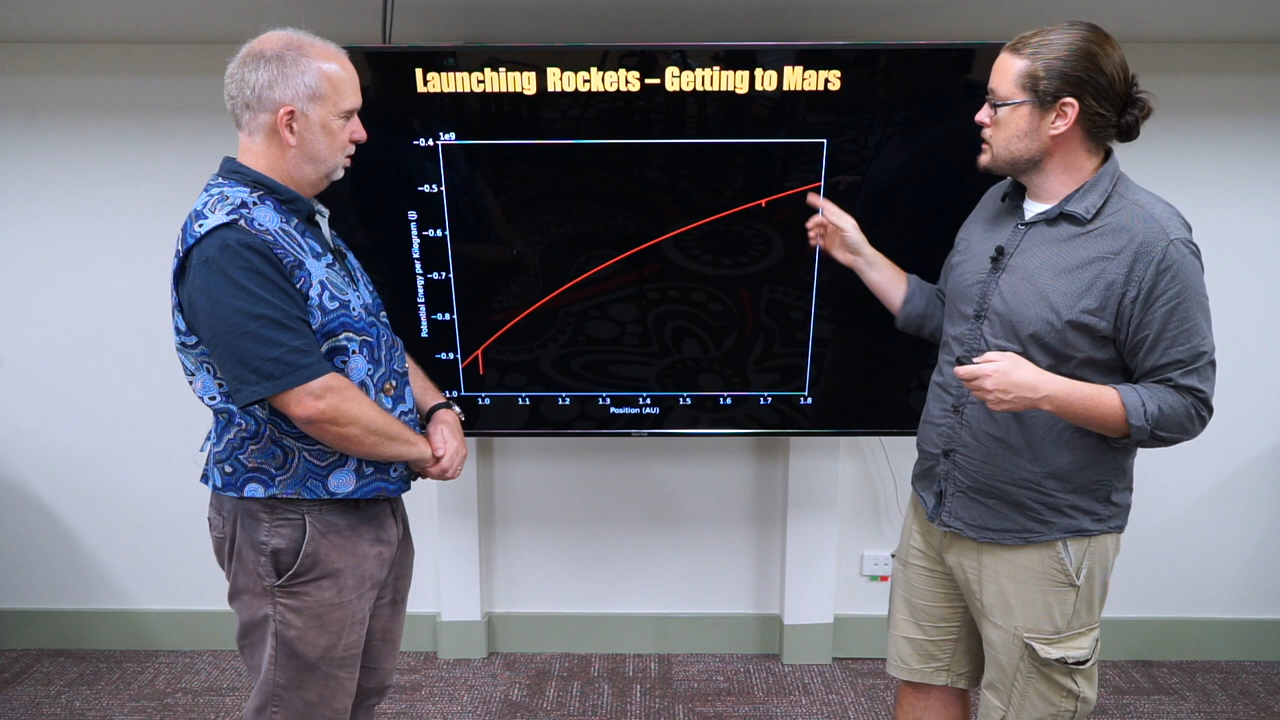 Launching Rockets – Getting to Mars
1e9
−0.4
−0.5
−0.6
−0.7
−0.8
−0.9
1.0
Potential Energy per Kilogram (J)
1.0 1.1 1.2 1.3 1.4 1.5 1.6 1.7 1.8
Position (AU)